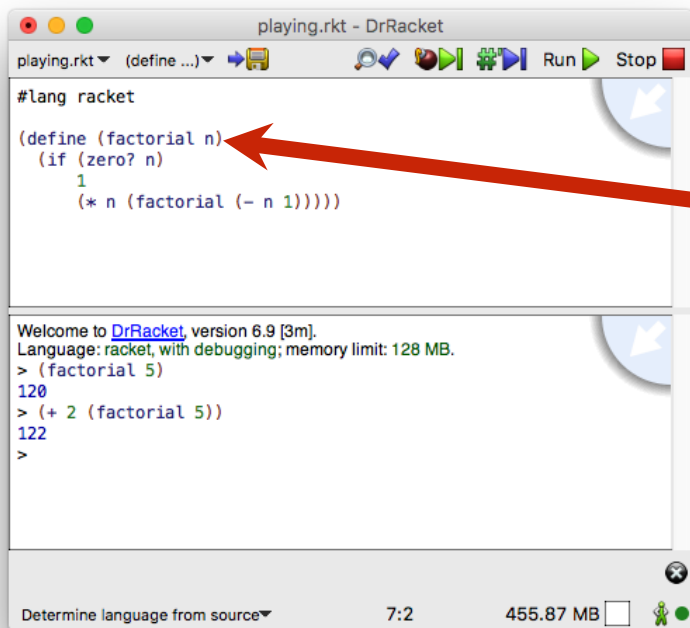 playing.rkt - DrRacket
playing.rkt (define ...) Run Stop
#lang racket
(define (factorial n)
  (if (zero? n)
      1
      (* n (factorial (- n 1)))))
Welcome to DrRacket, version 6.9 [3m].
Language: racket, with debugging; memory limit: 128 MB.
> (factorial 5)
120
> (+ 2 (factorial 5))
122
>
Determine language from source 7:2 455.87 MB